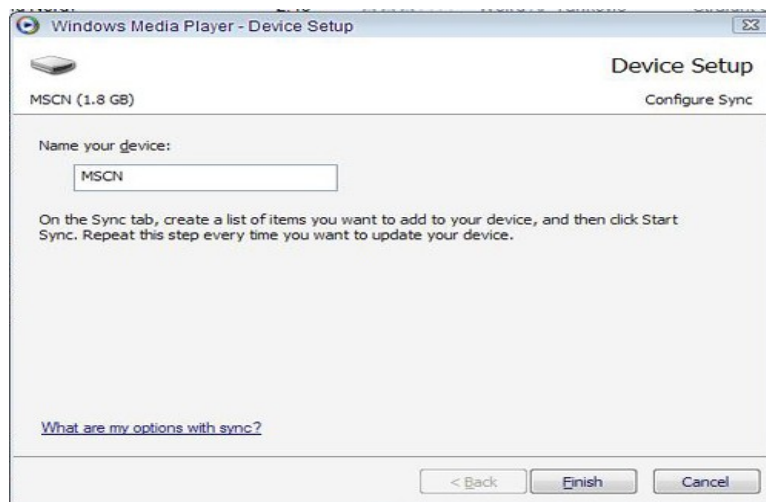 Windows Media Player - Device Setup
Device Setup
MSCN (1.8 GB)
Configure Sync
Name your device:
MSCN
On the Sync tab, create a list of items you want to add to your device, and then click Start
Sync. Repeat this step every time you want to update your device.
What are my options with sync?
< Back
Finish
Cancel